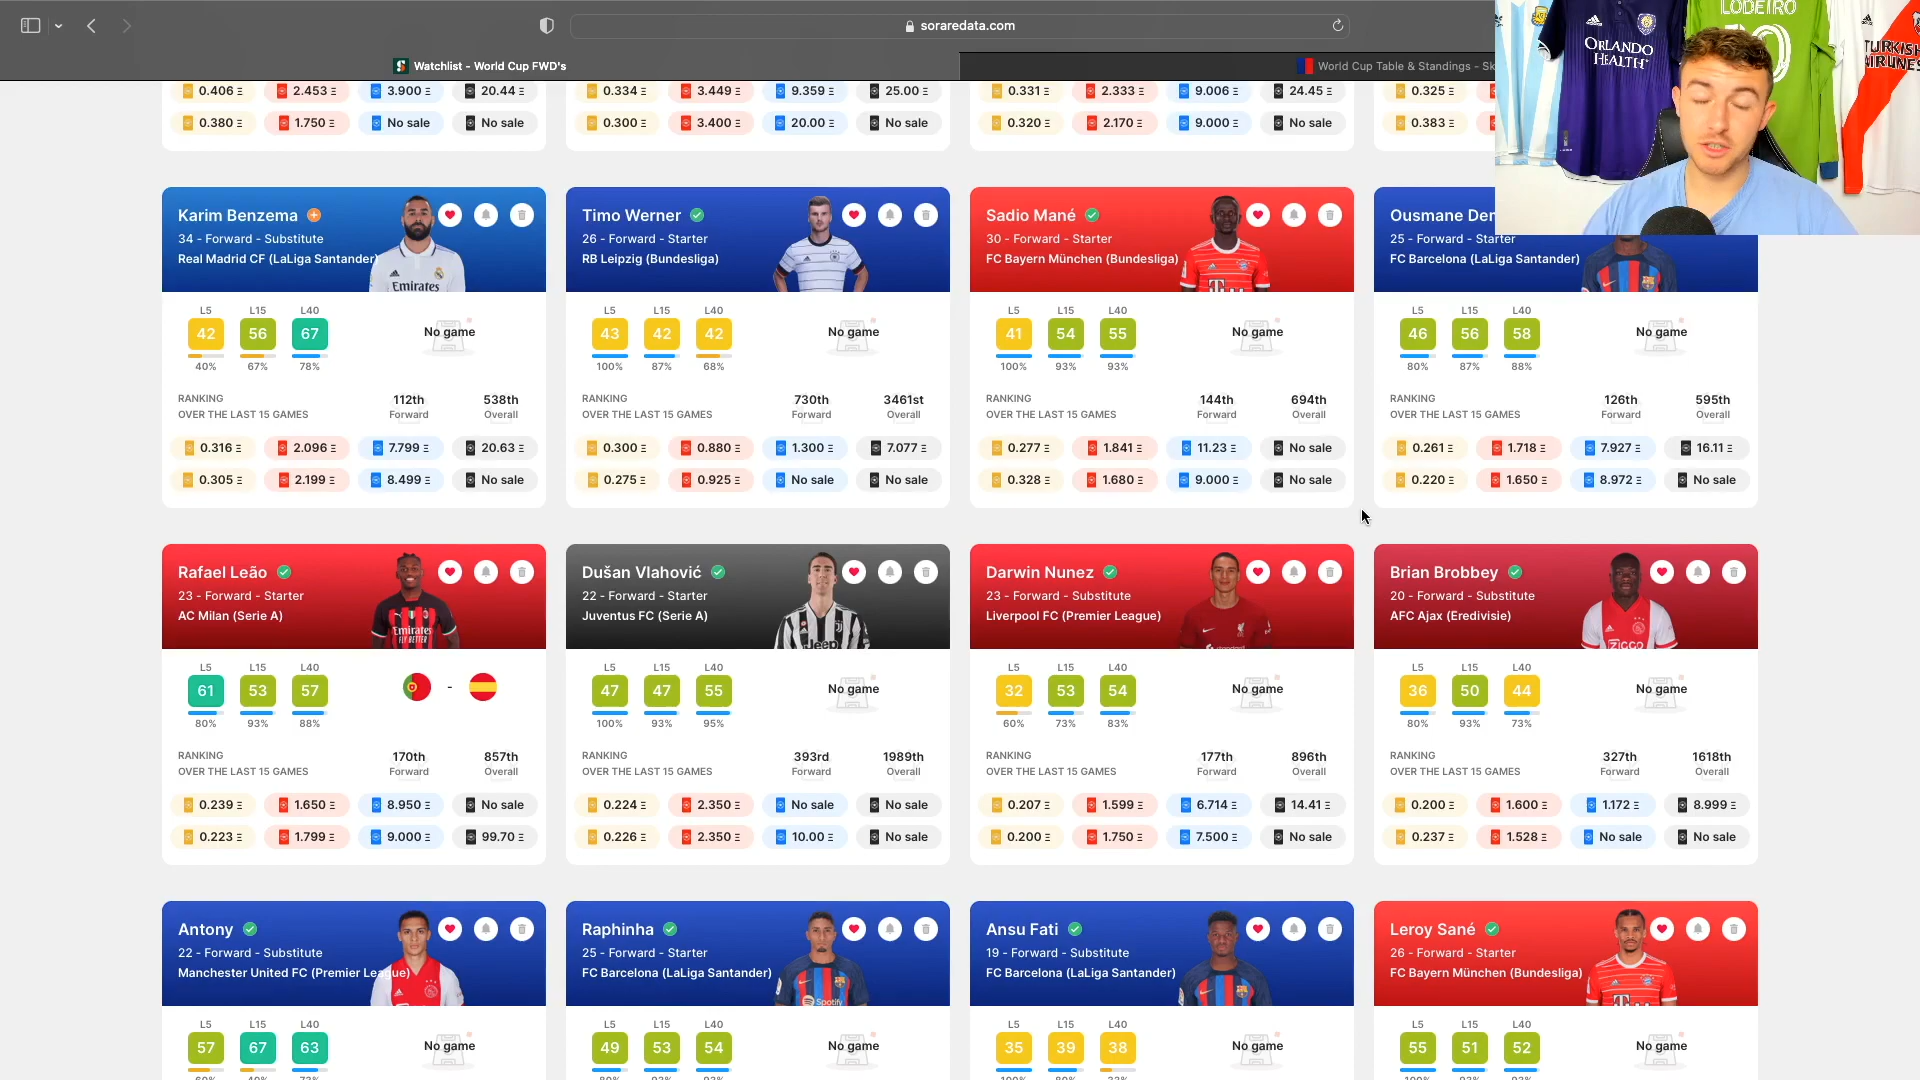 soraredata.com
Watchlist - World Cup FWD's
World Cup Table & Standings - Sk
LODEIRO
ORLANDO
HEALTH
TURKISH
AIRLINES
0.406 Ξ 2.453 Ξ 3.900 Ξ 20.44 Ξ
0.380 Ξ 1.750 Ξ No sale No sale
0.334 Ξ 3.449 Ξ 9.359 Ξ 25.00 Ξ
0.300 Ξ 3.400 Ξ 20.00 Ξ No sale
0.331 Ξ 2.333 Ξ 9.006 Ξ 24.45 Ξ
0.320 Ξ 2.170 Ξ 9.000 Ξ No sale
0.325 Ξ
0.383 Ξ
Karim Benzema
34 - Forward - Substitute
Real Madrid CF (LaLiga Santander)
Emirates
L5 L15 L40
42 56 67
40% 67% 78%
No game
RANKING
OVER THE LAST 15 GAMES
112th 538th
Forward Overall
0.316 Ξ 2.096 Ξ 7.799 Ξ 20.63 Ξ
0.305 Ξ 2.199 Ξ 8.499 Ξ No sale
Timo Werner
26 - Forward - Starter
RB Leipzig (Bundesliga)
L5 L15 L40
43 42 42
100% 87% 68%
No game
RANKING
OVER THE LAST 15 GAMES
730th 3461st
Forward Overall
0.300 Ξ 0.880 Ξ 1.300 Ξ 7.077 Ξ
0.275 Ξ 0.925 Ξ No sale No sale
Sadio Mané
30 - Forward - Starter
FC Bayern München (Bundesliga)
L5 L15 L40
41 54 55
100% 93% 93%
No game
RANKING
OVER THE LAST 15 GAMES
144th 694th
Forward Overall
0.277 Ξ 1.841 Ξ 11.23 Ξ No sale
0.328 Ξ 1.680 Ξ 9.000 Ξ No sale
Ousmane Dem
25 - Forward - Starter
FC Barcelona (LaLiga Santander)
L5 L15 L40
46 56 58
80% 87% 88%
No game
RANKING
OVER THE LAST 15 GAMES
126th 595th
Forward Overall
0.261 Ξ 1.718 Ξ 7.927 Ξ 16.11 Ξ
0.220 Ξ 1.650 Ξ 8.972 Ξ No sale
Rafael Leão
23 - Forward - Starter
AC Milan (Serie A)
Emirates
FLY BETTER
L5 L15 L40
61 53 57
80% 93% 88%
-
RANKING
OVER THE LAST 15 GAMES
170th 857th
Forward Overall
0.239 Ξ 1.650 Ξ 8.950 Ξ No sale
0.223 Ξ 1.799 Ξ 9.000 Ξ 99.70 Ξ
Dušan Vlahović
22 - Forward - Starter
Juventus FC (Serie A)
Jeep
L5 L15 L40
47 47 55
100% 93% 95%
No game
RANKING
OVER THE LAST 15 GAMES
393rd 1989th
Forward Overall
0.224 Ξ 2.350 Ξ No sale No sale
0.226 Ξ 2.350 Ξ 10.00 Ξ No sale
Darwin Nunez
23 - Forward - Substitute
Liverpool FC (Premier League)
L5 L15 L40
32 53 54
60% 73% 83%
No game
RANKING
OVER THE LAST 15 GAMES
177th 896th
Forward Overall
0.207 Ξ 1.599 Ξ 6.714 Ξ 14.41 Ξ
0.200 Ξ 1.750 Ξ 7.500 Ξ No sale
Brian Brobbey
20 - Forward - Substitute
AFC Ajax (Eredivisie)
ZIGGO
L5 L15 L40
36 50 44
80% 93% 73%
No game
RANKING
OVER THE LAST 15 GAMES
327th 1618th
Forward Overall
0.200 Ξ 1.600 Ξ 1.172 Ξ 8.999 Ξ
0.237 Ξ 1.528 Ξ No sale No sale
Antony
22 - Forward - Substitute
Manchester United FC (Premier League)
L5 L15 L40
57 67 63
60% 40% 73%
No game
Raphinha
25 - Forward - Starter
FC Barcelona (LaLiga Santander)
Spotify
L5 L15 L40
49 53 54
80% 93% 93%
No game
Ansu Fati
19 - Forward - Substitute
FC Barcelona (LaLiga Santander)
L5 L15 L40
35 39 38
100% 80% 33%
No game
Leroy Sané
26 - Forward - Starter
FC Bayern München (Bundesliga)
L5 L15 L40
55 51 52
100% 93% 93%
No game